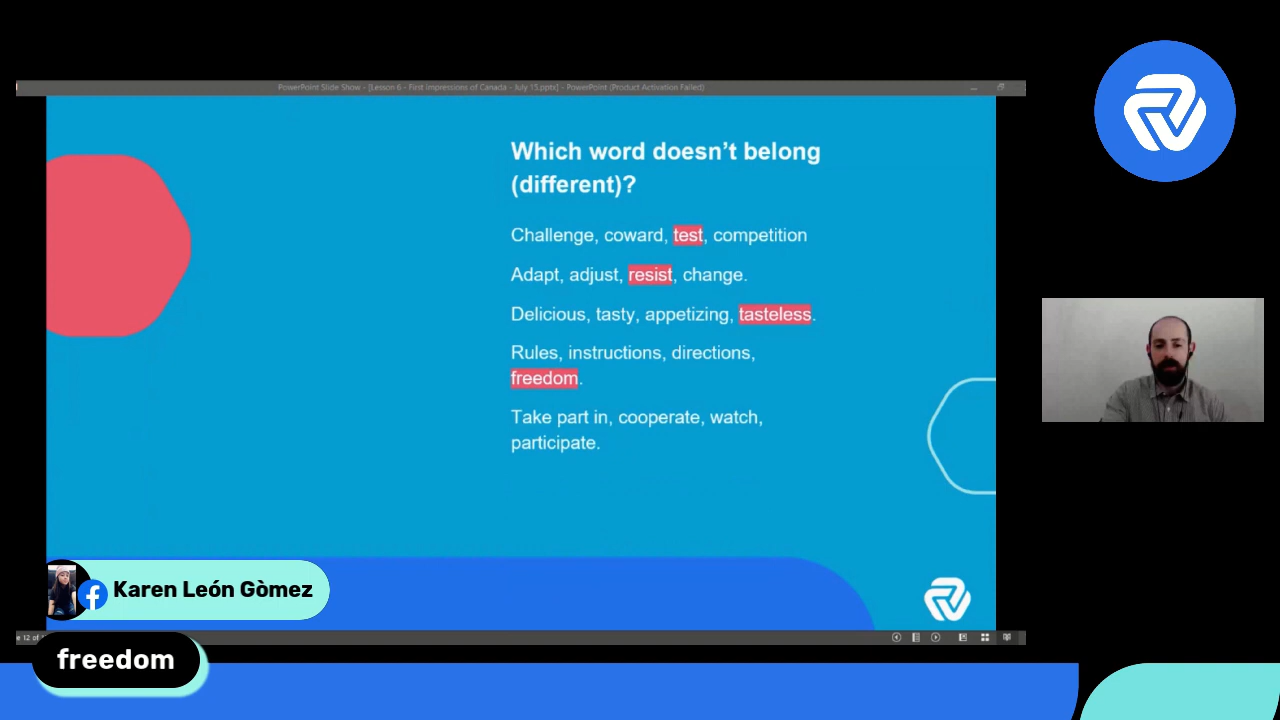 PowerPoint Slide Show - [Lesson 6 - First impressions of Canada - July 15.pptx] - PowerPoint (Product Activation Failed)
Which word doesn’t belong
(different)?
Challenge, coward, test, competition
Adapt, adjust, resist, change.
Delicious, tasty, appetizing, tasteless.
Rules, instructions, directions,
freedom.
Take part in, cooperate, watch,
participate.
Karen León Gòmez
12 of
freedom